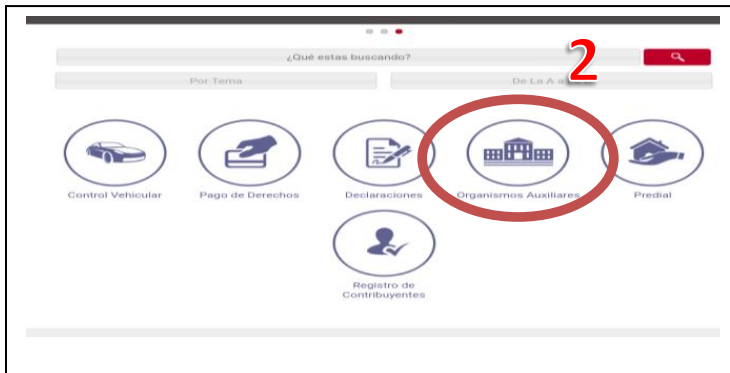 ¿Qué estas buscando?
2
Por Tema
De La A
Control Vehicular
Pago de Derechos
Declaraciones
Organismos Auxiliares
Predial
Registro de
Contribuyentes